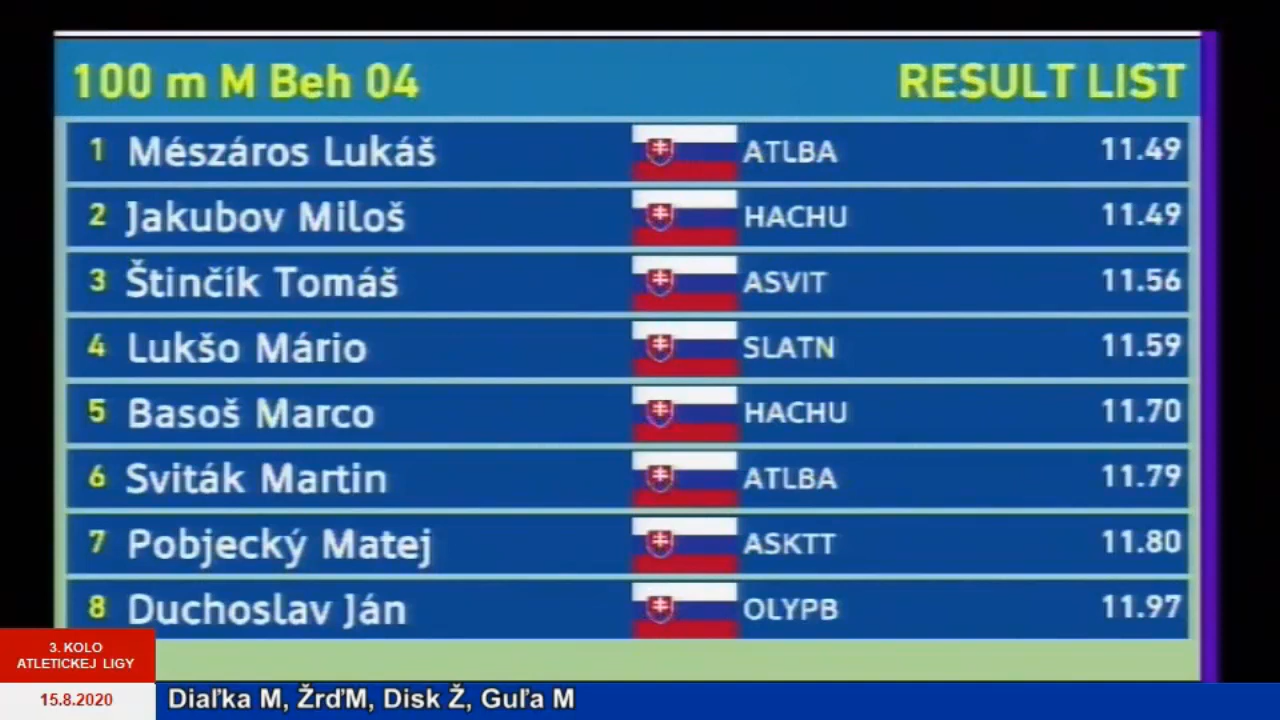 100 m M Beh 04 RESULT LIST
1 Mészáros Lukáš ATLBA 11.49
2 Jakubov Miloš HACHU 11.49
3 Štinčík Tomáš ASVIT 11.56
4 Lukšo Mário SLATN 11.59
5 Basoš Marco HACHU 11.70
6 Sviták Martin ATLBA 11.79
7 Pobjecký Matej ASKTT 11.80
8 Duchoslav Ján OLYPB 11.97
3. KOLO
ATLETICKEJ LIGY
15.8.2020 Diaľka M, ŽrďM, Disk Ž, Guľa M